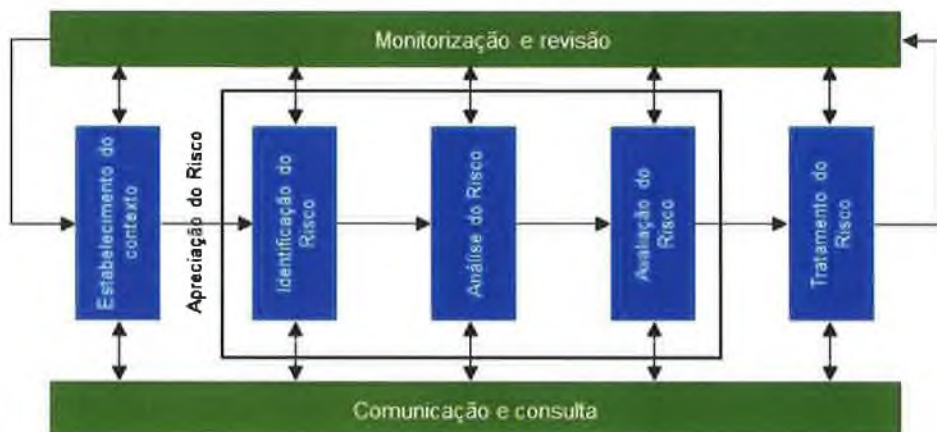 Monitorização e revisão
Estabelecimento do
contexto
Apreciação do Risco
Identificação do
Risco
Análise do Risco
Avaliação do
Risco
Tratamento do
Risco
Comunicação e consulta